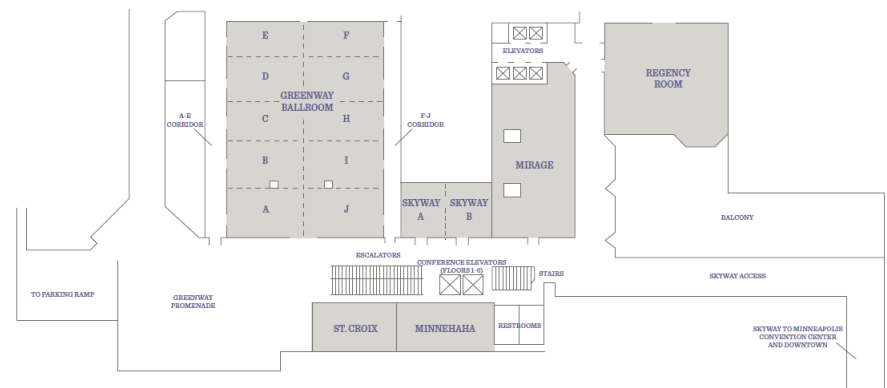 E
F
ELEVATORS
D
G
REGENCY
ROOM
GREENWAY
BALLROOM
A-E
CORRIDOR
C
H
F-J
CORRIDOR
B
I
MIRAGE
A
J
SKYWAY
A
SKYWAY
B
BALCONY
ESCALATORS
CONFERENCE ELEVATORS
(FLOORS 1-6)
STAIRS
SKYWAY ACCESS
TO PARKING RAMP
GREENWAY
PROMENADE
ST. CROIX
MINNEHAHA
RESTROOMS
SKYWAY TO MINNEAPOLIS
CONVENTION CENTER
AND DOWNTOWN